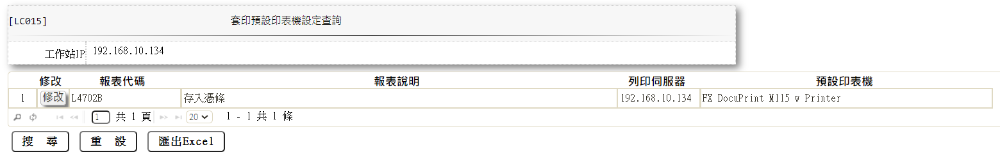 [LC015] 套印預設印表機設定查詢
工作站IP 192.168.10.134
修改 報表代碼 報表說明 列印伺服器 預設印表機
1 修改 L4702B 存入憑條 192.168.10.134 FX DocuPrint M115 w Printer
1 共 1 頁 20 1 - 1 共 1 條
搜 尋 重 設 匯出Excel